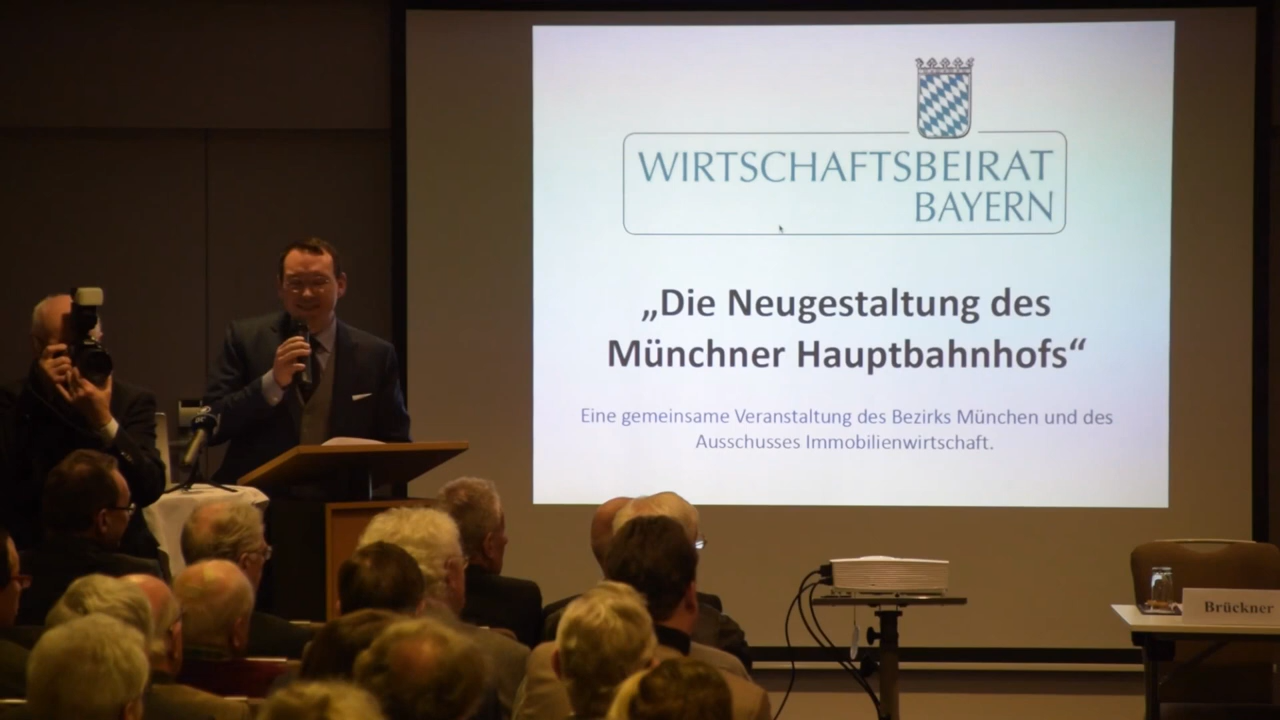 WIRTSCHAFTSBEIRAT
BAYERN
„Die Neugestaltung des
Münchner Hauptbahnhofs“
Eine gemeinsame Veranstaltung des Bezirks München und des
Ausschusses Immobilienwirtschaft.
Brückner